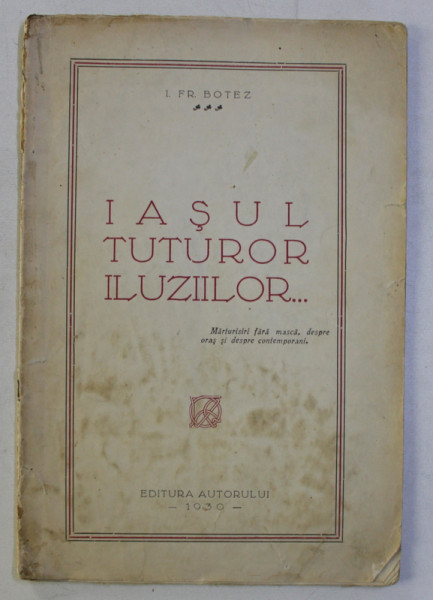 I. FR. BOTEZ
IAŞUL
TUTUROR
ILUZIILOR...
Mărturisiri fără mască, despre
oraş şi despre contemporani.
EDITURA AUTORULUI
— 1939 —